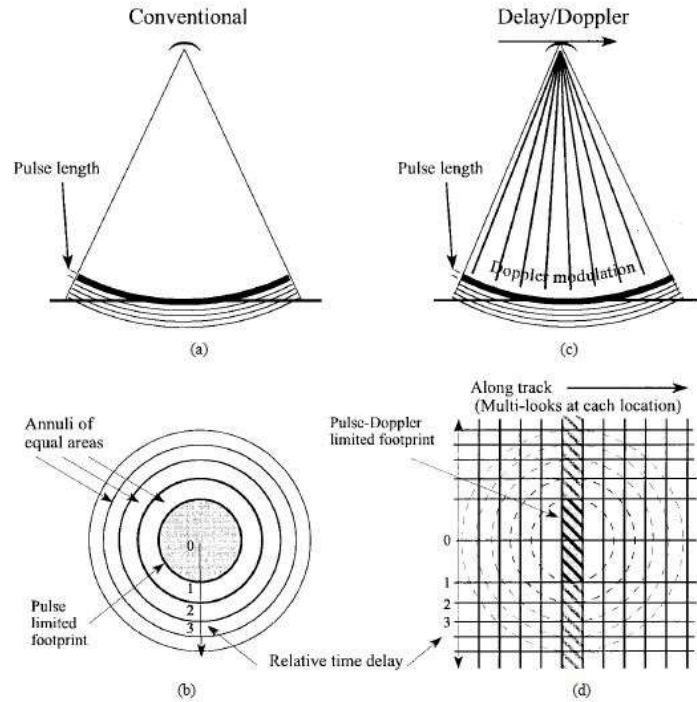 Conventional
Delay/Doppler
Pulse length
Pulse length
Doppler modulation
(a)
(c)
Along track
(Multi-looks at each location)
Annuli of
equal areas
Pulse-Doppler
limited footprint
0
1
2
3
Pulse
limited
footprint
Relative time delay
0
1
2
3
(b)
(d)